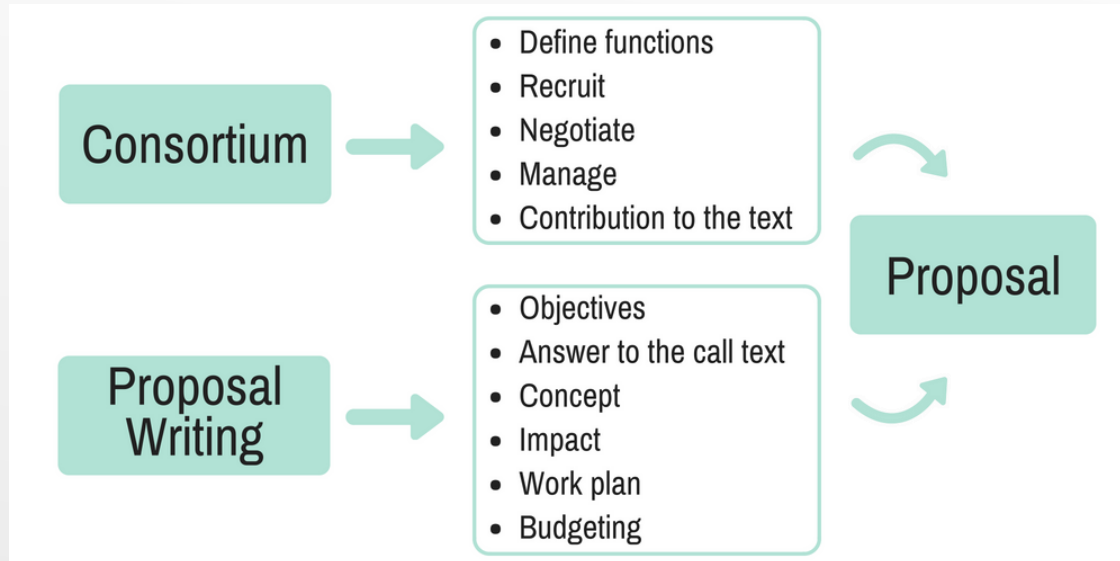 Consortium
• Define functions
• Recruit
• Negotiate
• Manage
• Contribution to the text
Proposal
Writing
• Objectives
• Answer to the call text
• Concept
• Impact
• Work plan
• Budgeting
Proposal